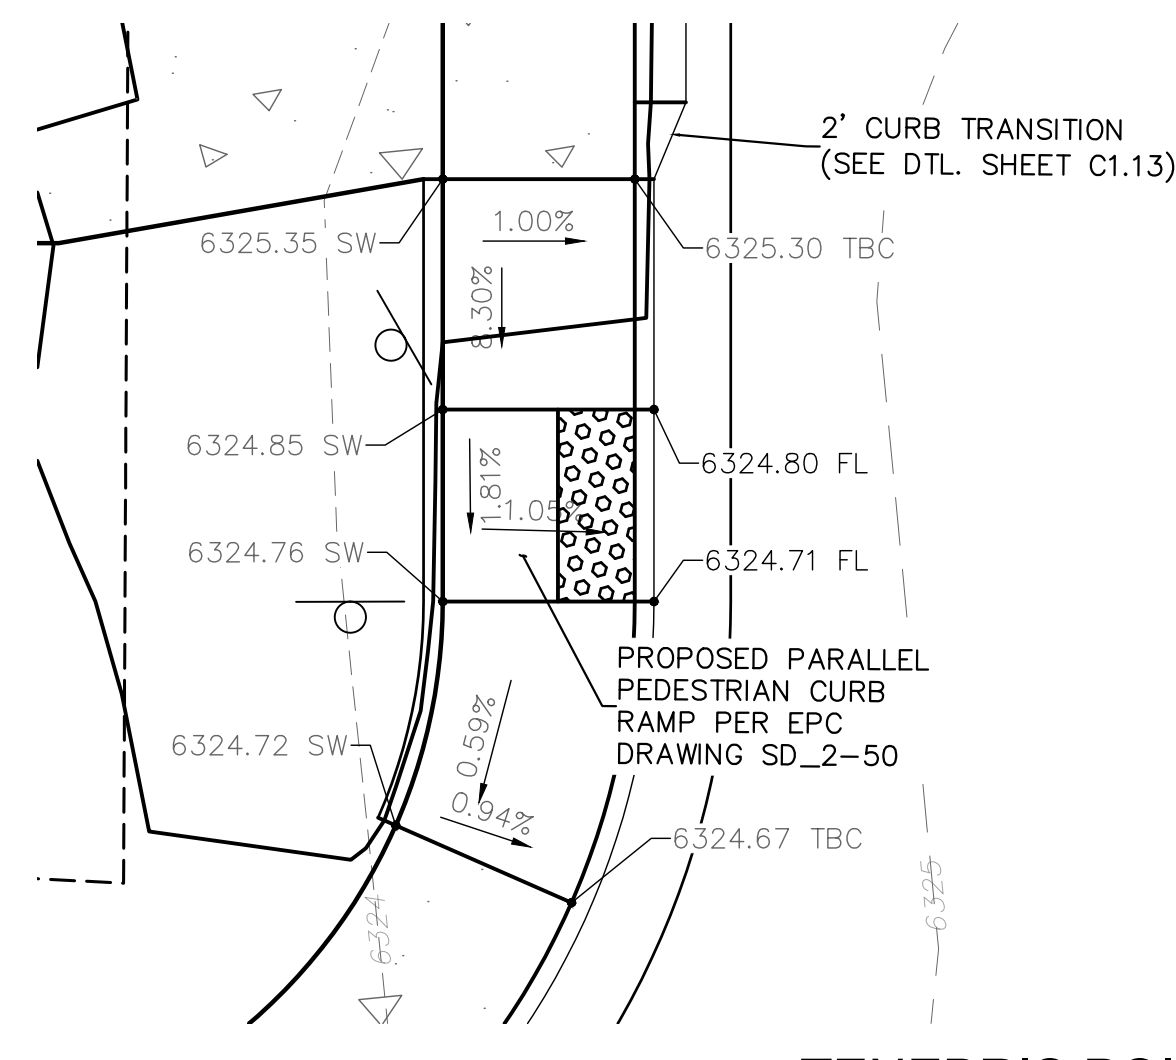 2' CURB TRANSITION
(SEE DTL. SHEET C1.13)
1.00%
6325.35 SW
6325.30 TBC
8.30%
6324.85 SW
6324.80 FL
1.81%
1.05%
6324.76 SW
6324.71 FL
PROPOSED PARALLEL
PEDESTRIAN CURB
RAMP PER EPC
DRAWING SD_2-50
0.59%
6324.72 SW
0.94%
6324.67 TBC
6324
6325